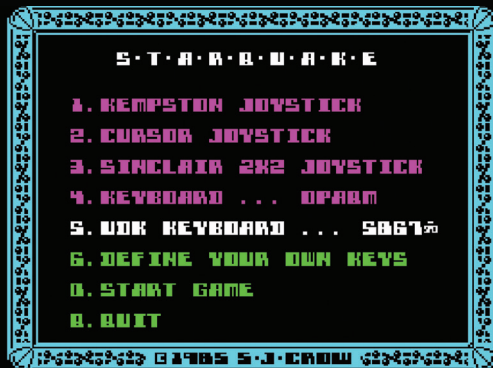 S·T·A·R·Q·U·A·K·E
1. KEMPSTON JOYSTICK
2. CURSOR JOYSTICK
3. SINCLAIR 2X2 JOYSTICK
4. KEYBOARD ... OPAQM
5. UDK KEYBOARD ... 5867
6. DEFINE YOUR OWN KEYS
0. START GAME
Q. QUIT
©1985 S.J.CROW